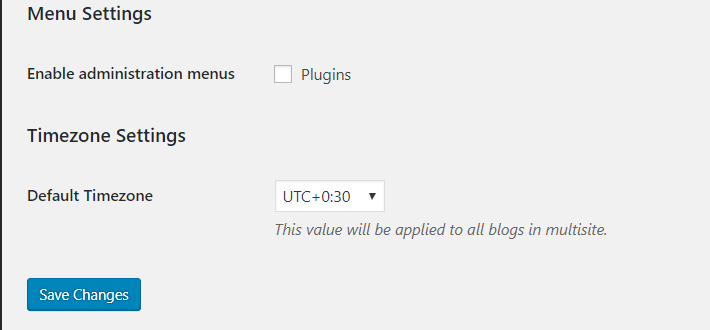 Menu Settings
Enable administration menus Plugins
Timezone Settings
Default Timezone UTC+0:30
This value will be applied to all blogs in multisite.
Save Changes